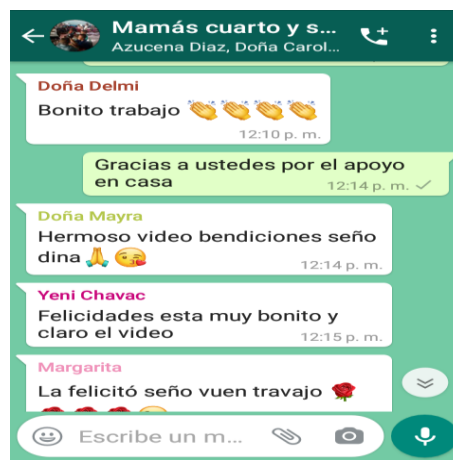 Mamás cuarto y s...
Azucena Diaz, Doña Carol...
Doña Delmi
Bonito trabajo 👏👏👏👏
12:10 p. m.
Gracias a ustedes por el apoyo
en casa
12:14 p. m.
Doña Mayra
Hermoso video bendiciones seño
dina 🙏😘
12:14 p. m.
Yeni Chavac
Felicidades esta muy bonito y
claro el video
12:15 p. m.
Margarita
La felicitó seño vuen travajo 🌹
Escribe un m...